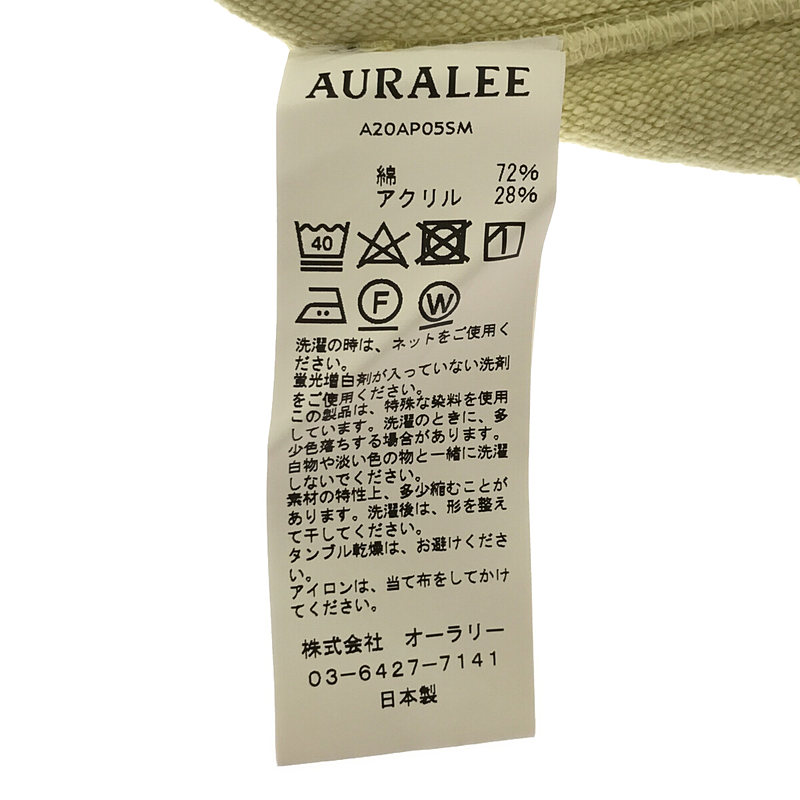 AURALEE
A20AP05SM
綿 72%
アクリル 28%
40
F W
洗濯の時は、ネットをご使用く
ださい。
蛍光増白剤が入っていない洗剤
をご使用ください。
この製品は、特殊な染料を使用
しています。洗濯のときに、多
少色落ちする場合があります。
白物や淡い色の物と一緒に洗濯
しないでください。
素材の特性上、多少縮むことが
あります。洗濯後は、形を整え
て干してください。
タンブル乾燥は、お避けくださ
い。
アイロンは、当て布をしてかけ
てください。
株式会社 オーラリー
03-6427-7141
日本製